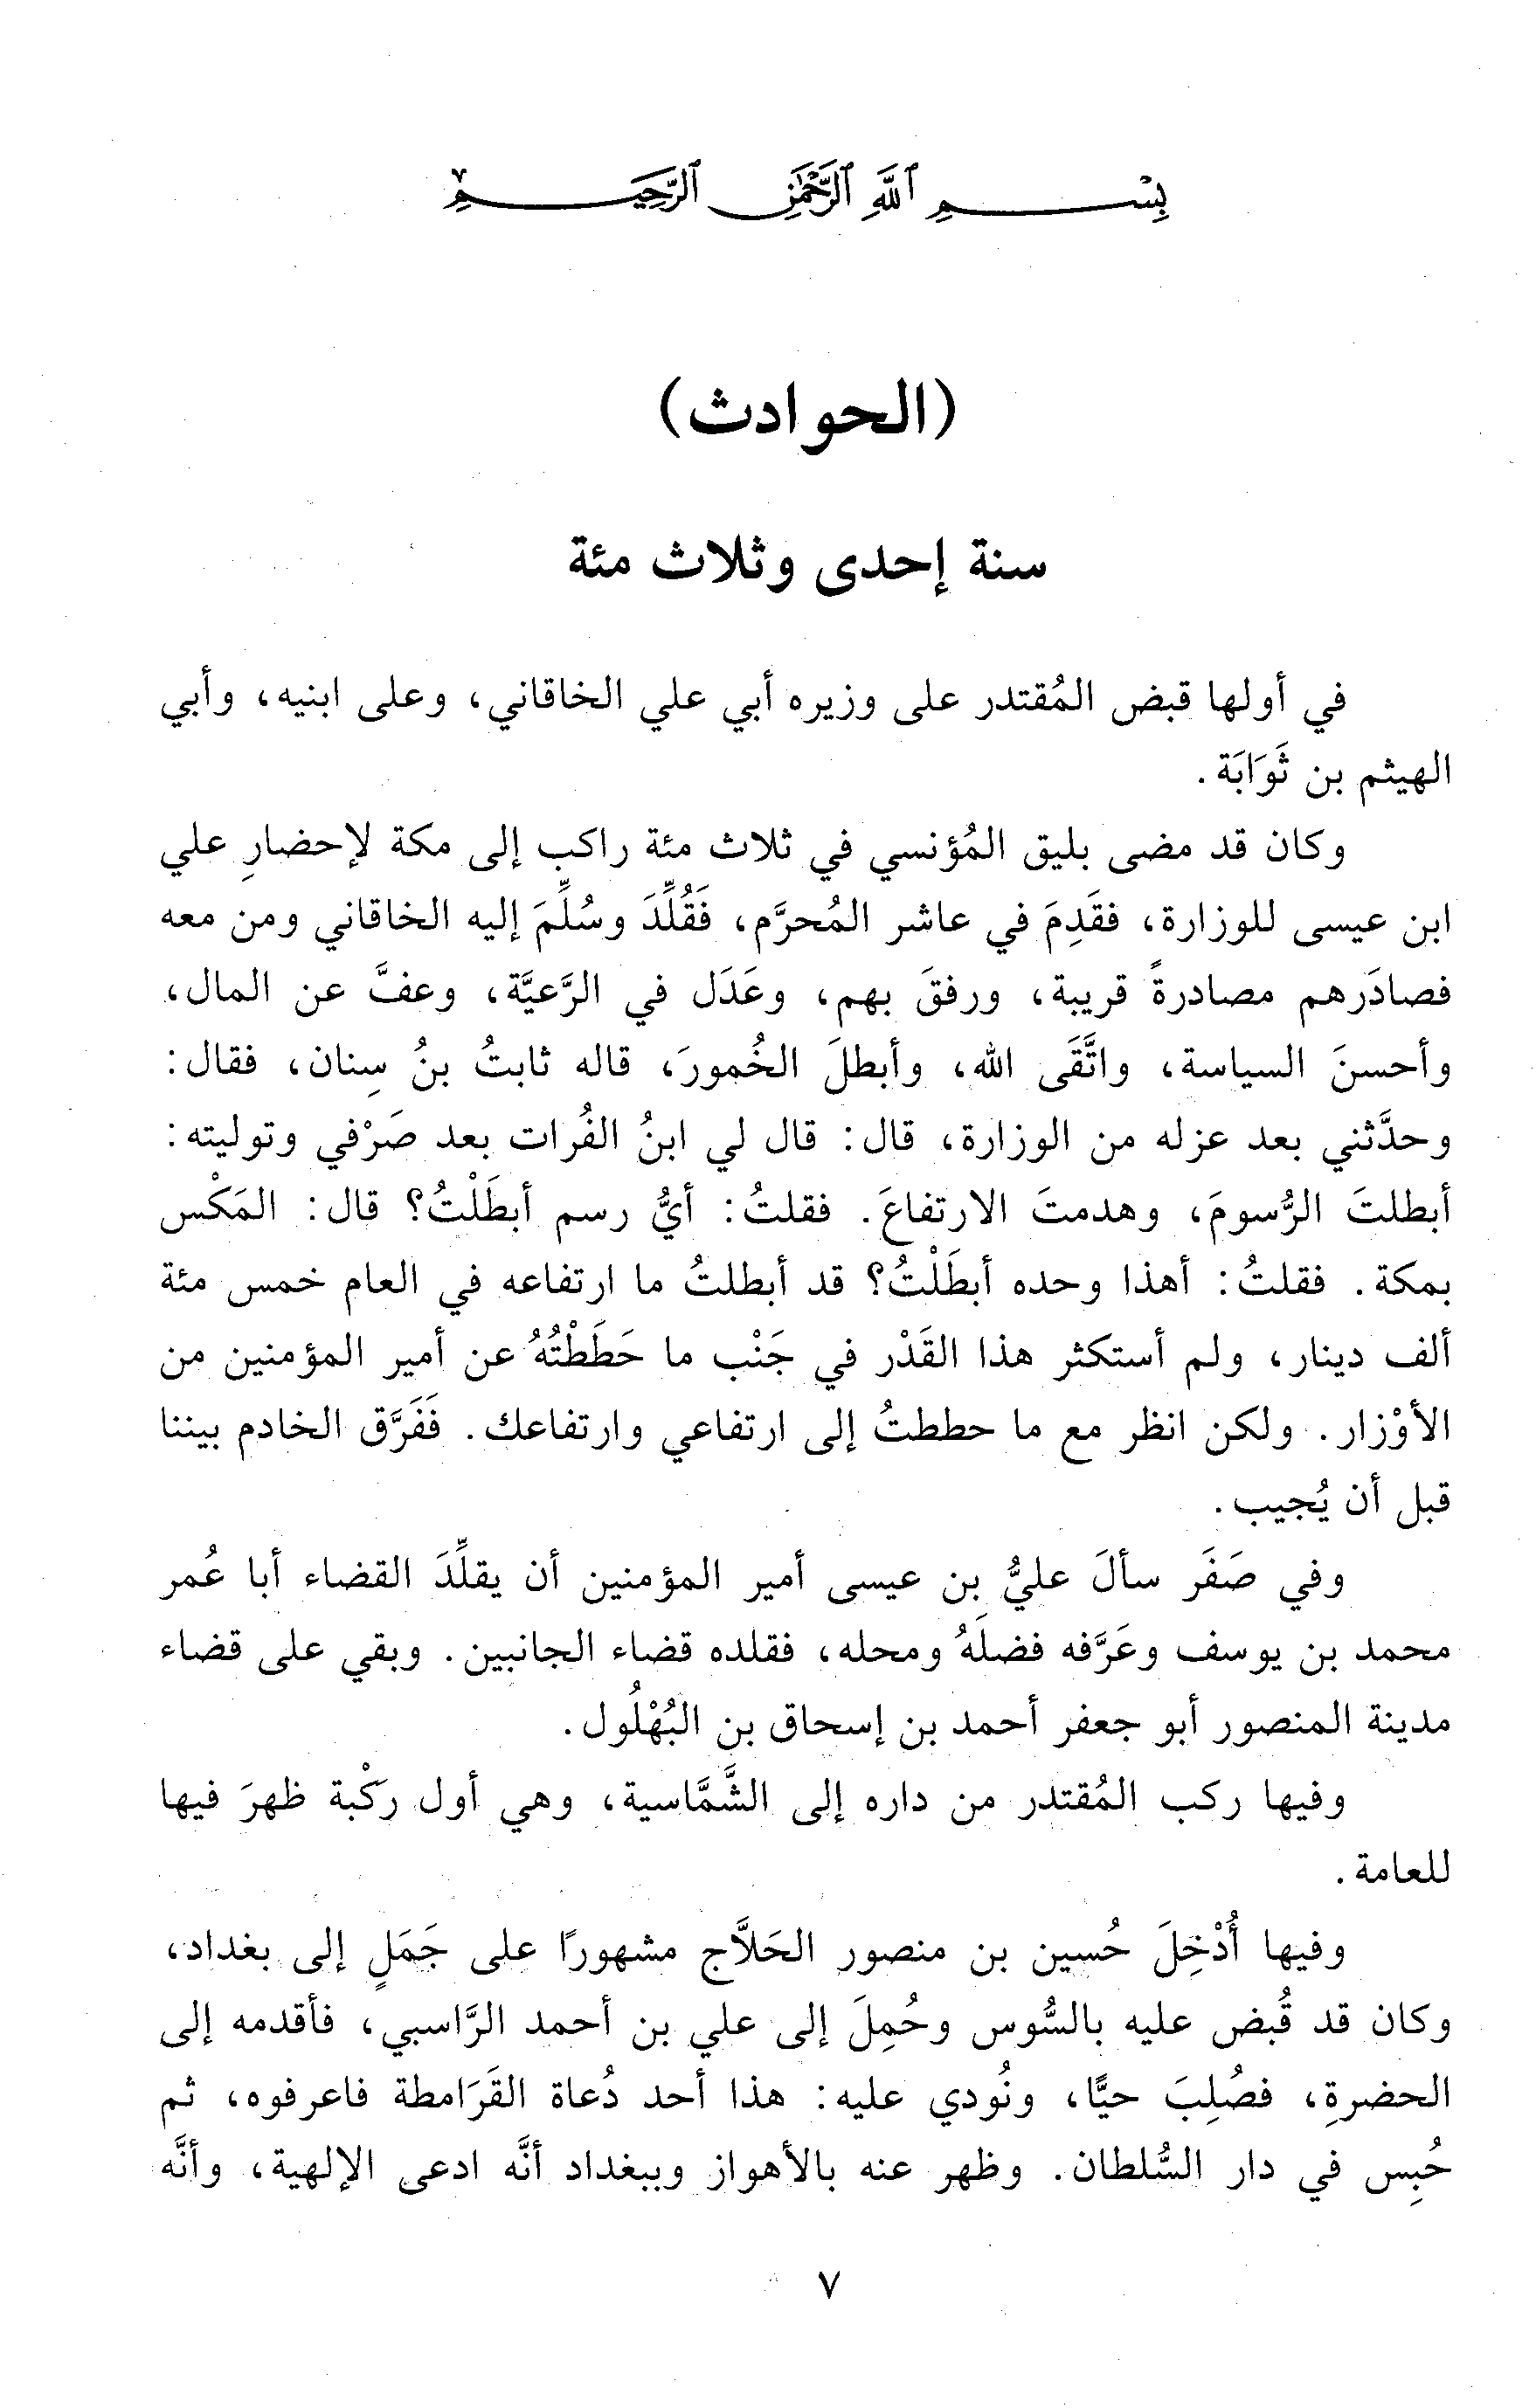 بِسْمِ ٱللَّهِ ٱلرَّحْمَٰنِ ٱلرَّحِيمِ
(الحوادث)
سنة إحدى وثلاث مئة
في أولها قبض المُقتدر على وزيره أبي علي الخاقاني، وعلى ابنيه، وأبي
الهيثم بن ثَوَابَة.
وكان قد مضى بليق المُؤنسي في ثلاث مئة راكب إلى مكة لإحضارِ علي
ابن عيسى للوزارة، فقَدِمَ في عاشر المُحرَّم، فَقُلِّدَ وسُلِّمَ إليه الخاقاني ومن معه
فصادَرهم مصادرةً قريبة، ورفقَ بهم، وعَدَل في الرَّعيَّة، وعفَّ عن المال،
وأحسنَ السياسة، واتَّقَى الله، وأبطلَ الخُمورَ، قاله ثابتُ بنُ سِنان، فقال:
وحدَّثني بعد عزله من الوزارة، قال: قال لي ابنُ الفُرات بعد صَرْفي وتوليته:
أبطلتَ الرُّسومَ، وهدمتَ الارتفاعَ. فقلتُ: أيُّ رسم أبطَلْتُ؟ قال: المَكْس
بمكة. فقلتُ: أهذا وحده أبطَلْتُ؟ قد أبطلتُ ما ارتفاعه في العام خمس مئة
ألف دينار، ولم أستكثر هذا القَدْر في جَنْب ما حَطَطْتُهُ عن أمير المؤمنين من
الأوْزار. ولكن انظر مع ما حططتُ إلى ارتفاعي وارتفاعك. فَفَرَّق الخادم بيننا
قبل أن يُجيب.
وفي صَفَر سألَ عليُّ بن عيسى أمير المؤمنين أن يقلِّدَ القضاء أبا عُمر
محمد بن يوسف وعَرَّفه فضلَهُ ومحله، فقلده قضاء الجانبين. وبقي على قضاء
مدينة المنصور أبو جعفر أحمد بن إسحاق بن البُهْلُول.
وفيها ركب المُقتدر من داره إلى الشَّمَّاسية، وهي أول ركْبة ظهرَ فيها
للعامة.
وفيها أُدْخِلَ حُسين بن منصور الحَلاَّج مشهورًا على جَمَلٍ إلى بغداد،
وكان قد قُبض عليه بالسُّوس وحُمِلَ إلى علي بن أحمد الرَّاسبي، فأقدمه إلى
الحضرةِ، فصُلِبَ حيًّا، ونُودي عليه: هذا أحد دُعاة القَرَامطة فاعرفوه، ثم
حُبِس في دار السُّلطان. وظهر عنه بالأهواز وببغداد أنَّه ادعى الإلهية، وأنَّه
٧